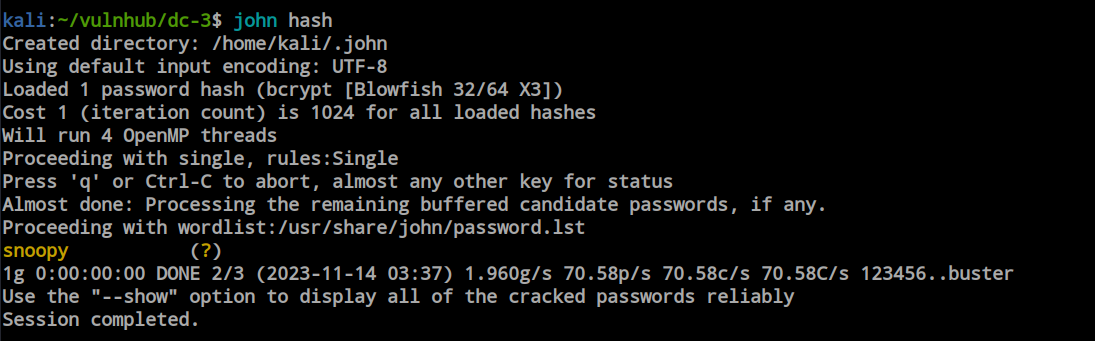 kali:~/vulnhub/dc-3$ john hash
Created directory: /home/kali/.john
Using default input encoding: UTF-8
Loaded 1 password hash (bcrypt [Blowfish 32/64 X3])
Cost 1 (iteration count) is 1024 for all loaded hashes
Will run 4 OpenMP threads
Proceeding with single, rules:Single
Press 'q' or Ctrl-C to abort, almost any other key for status
Almost done: Processing the remaining buffered candidate passwords, if any.
Proceeding with wordlist:/usr/share/john/password.lst
snoopy           (?)
1g 0:00:00:00 DONE 2/3 (2023-11-14 03:37) 1.960g/s 70.58p/s 70.58c/s 70.58C/s 123456..buster
Use the "--show" option to display all of the cracked passwords reliably
Session completed.